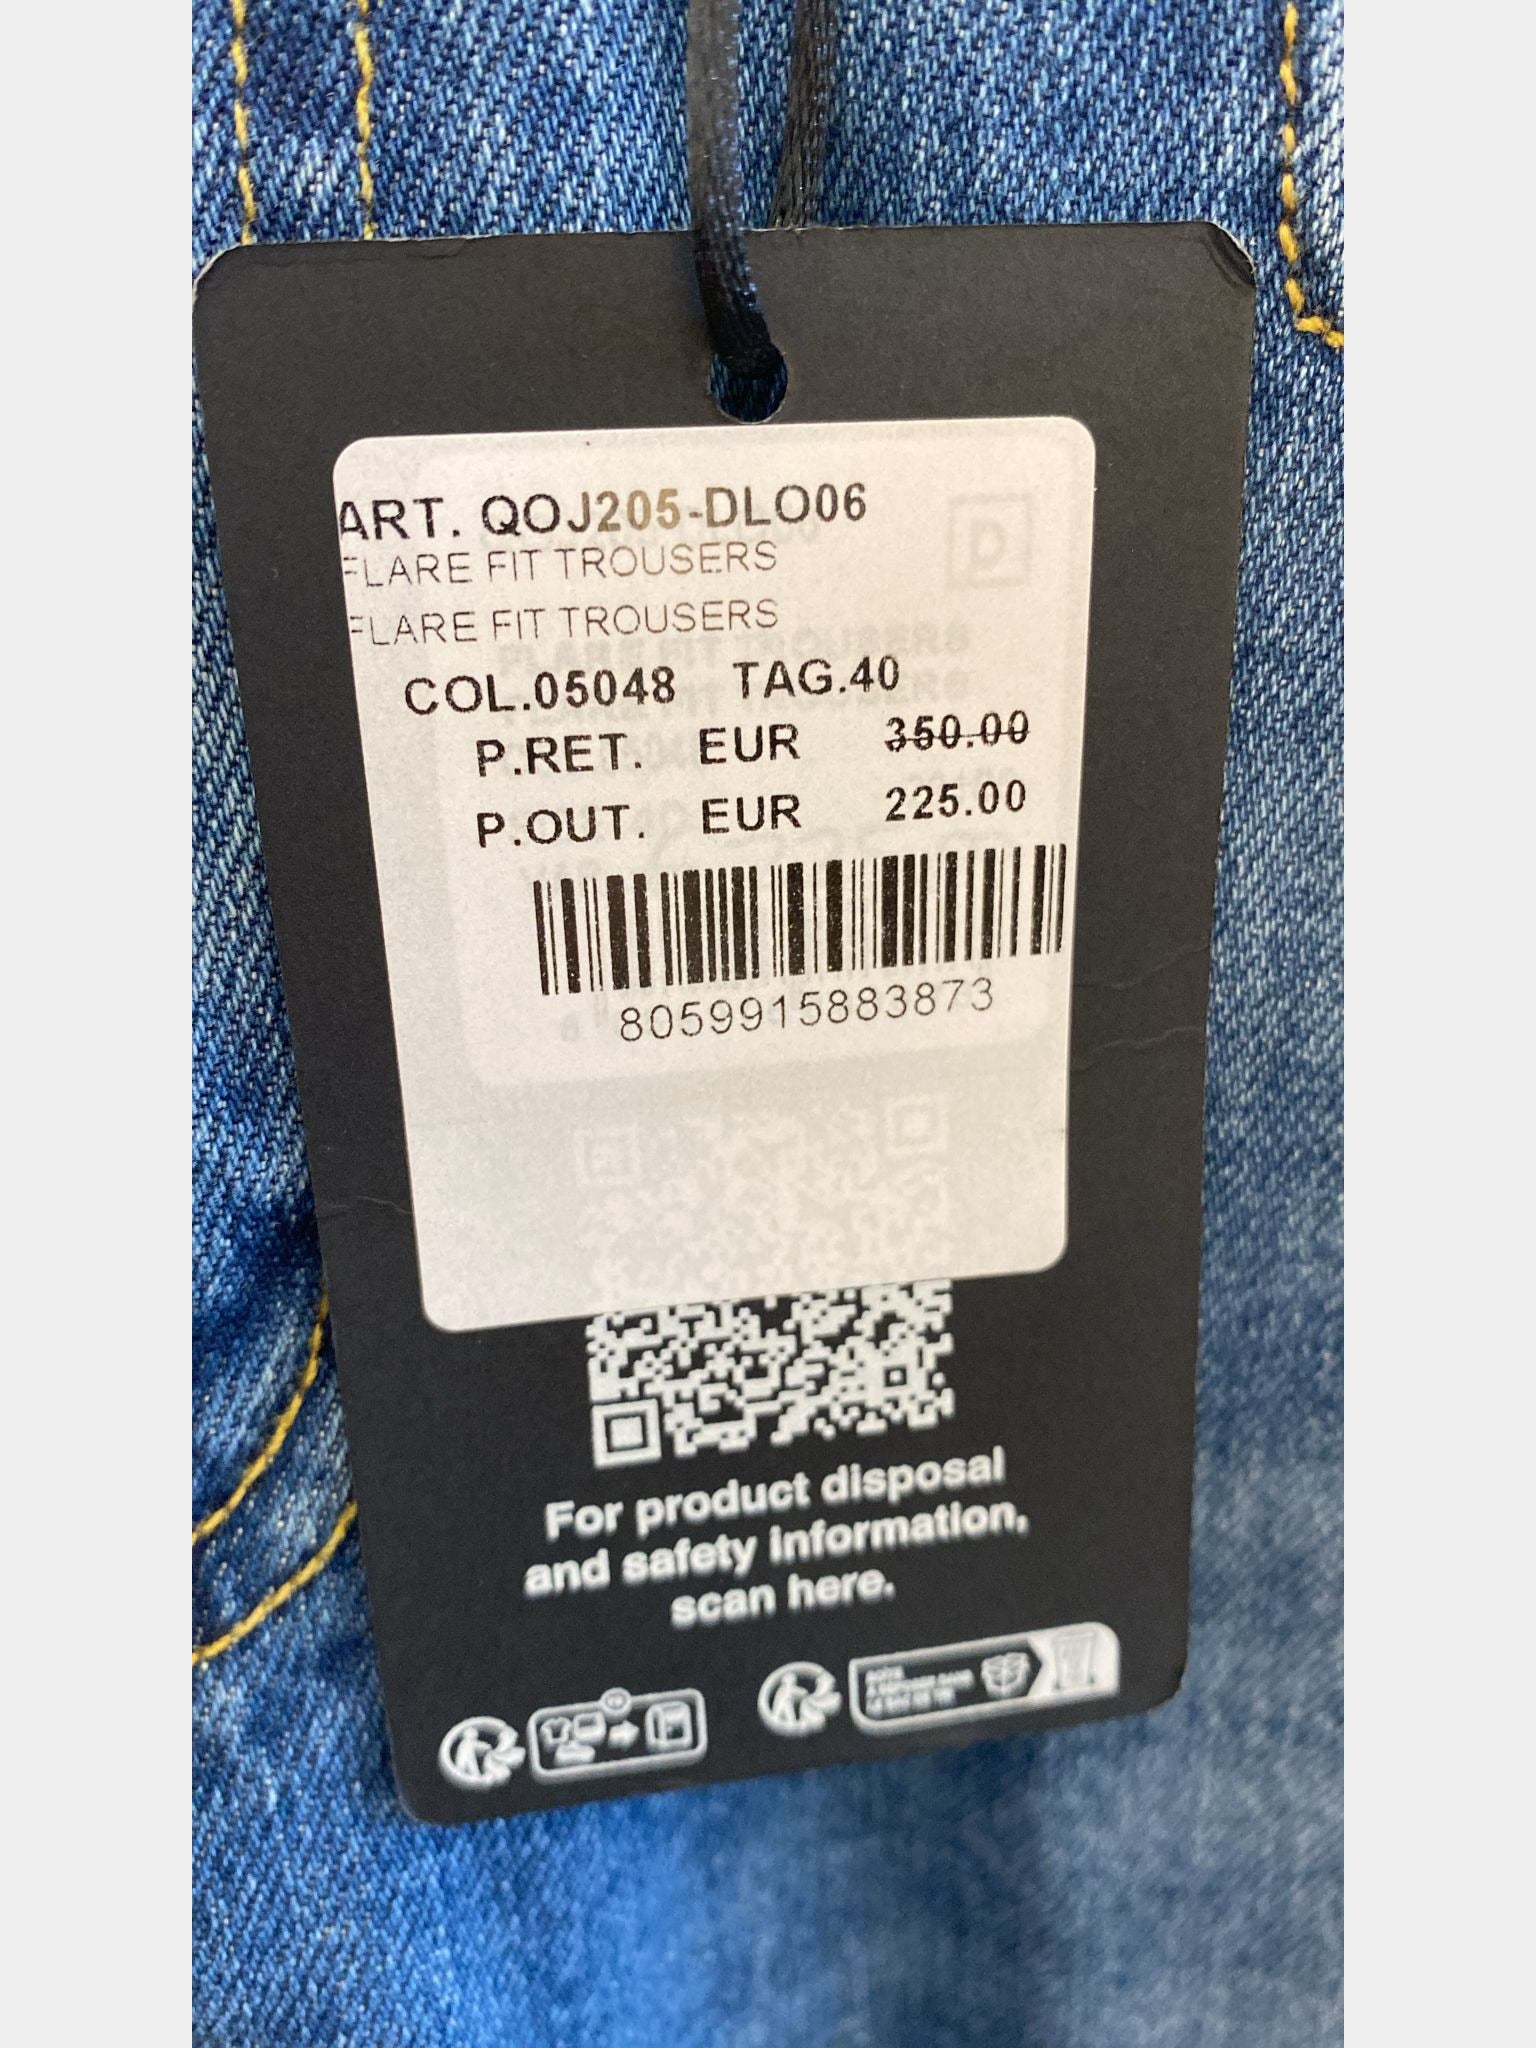 ART. QOJ205-DLO06
FLARE FIT TROUSERS
FLARE FIT TROUSERS
COL.05048 TAG.40
P.RET. EUR 350.00
P.OUT. EUR 225.00
8059915883873
For product disposal
and safety information,
scan here.